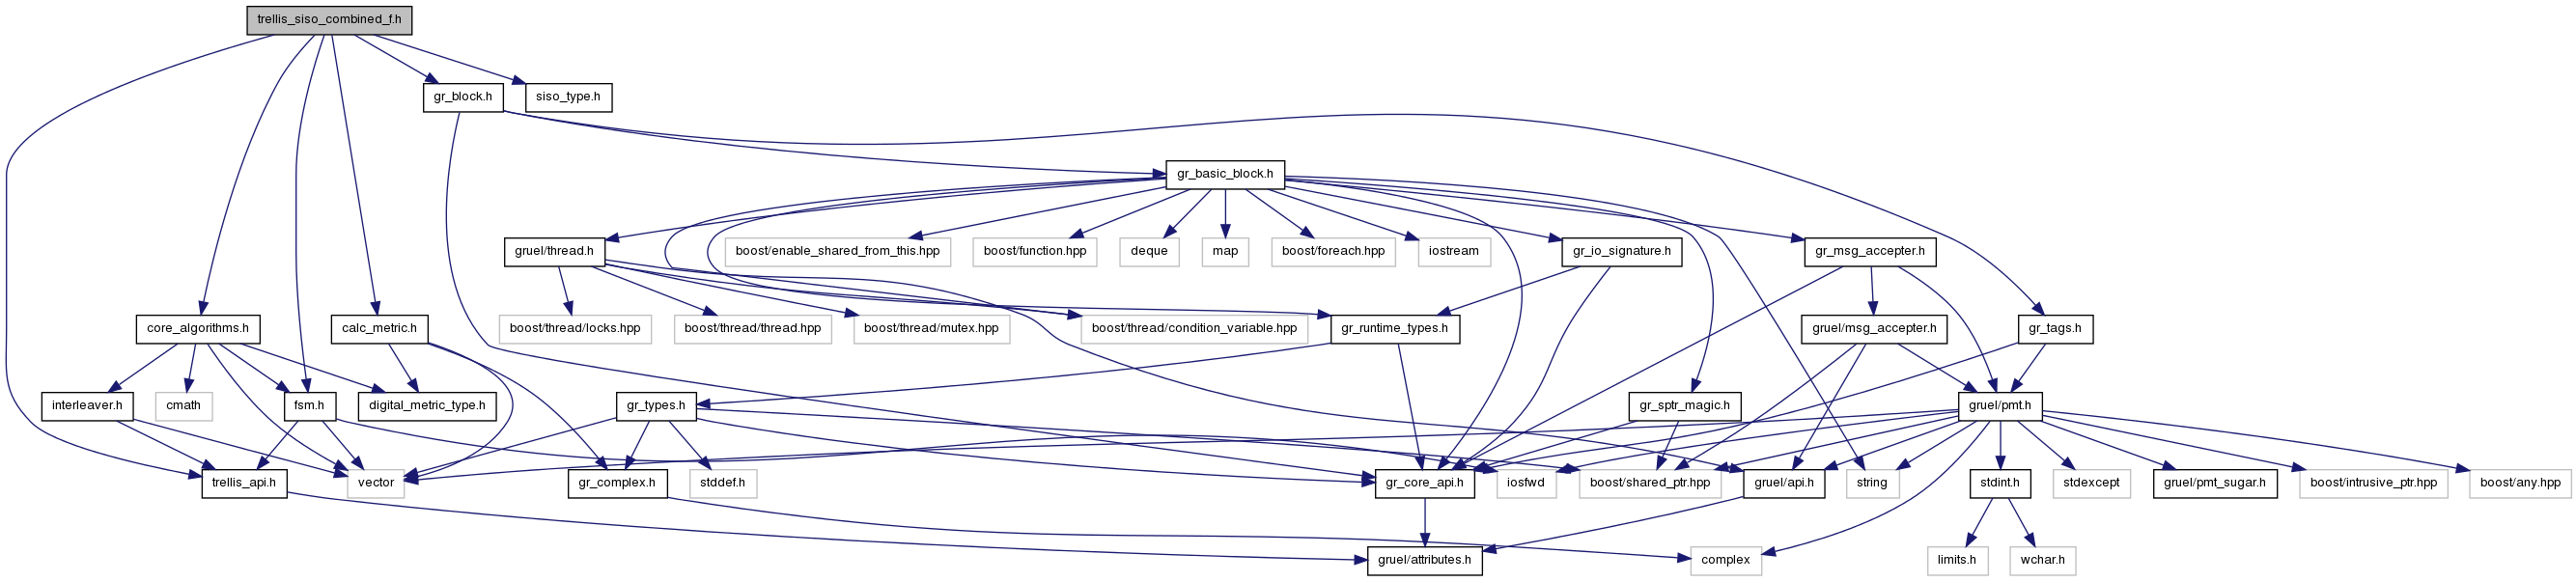 trellis_siso_combined_f.h
gr_block.h
siso_type.h
gr_basic_block.h
gruel/thread.h
boost/enable_shared_from_this.hpp
boost/function.hpp
deque
map
boost/foreach.hpp
iostream
gr_io_signature.h
gr_msg_accepter.h
core_algorithms.h
calc_metric.h
boost/thread/locks.hpp
boost/thread/thread.hpp
boost/thread/mutex.hpp
boost/thread/condition_variable.hpp
gr_runtime_types.h
gruel/msg_accepter.h
gr_tags.h
interleaver.h
cmath
fsm.h
digital_metric_type.h
gr_types.h
gr_sptr_magic.h
gruel/pmt.h
trellis_api.h
vector
gr_complex.h
stddef.h
gr_core_api.h
iosfwd
boost/shared_ptr.hpp
gruel/api.h
string
stdint.h
stdexcept
gruel/pmt_sugar.h
boost/intrusive_ptr.hpp
boost/any.hpp
gruel/attributes.h
complex
limits.h
wchar.h